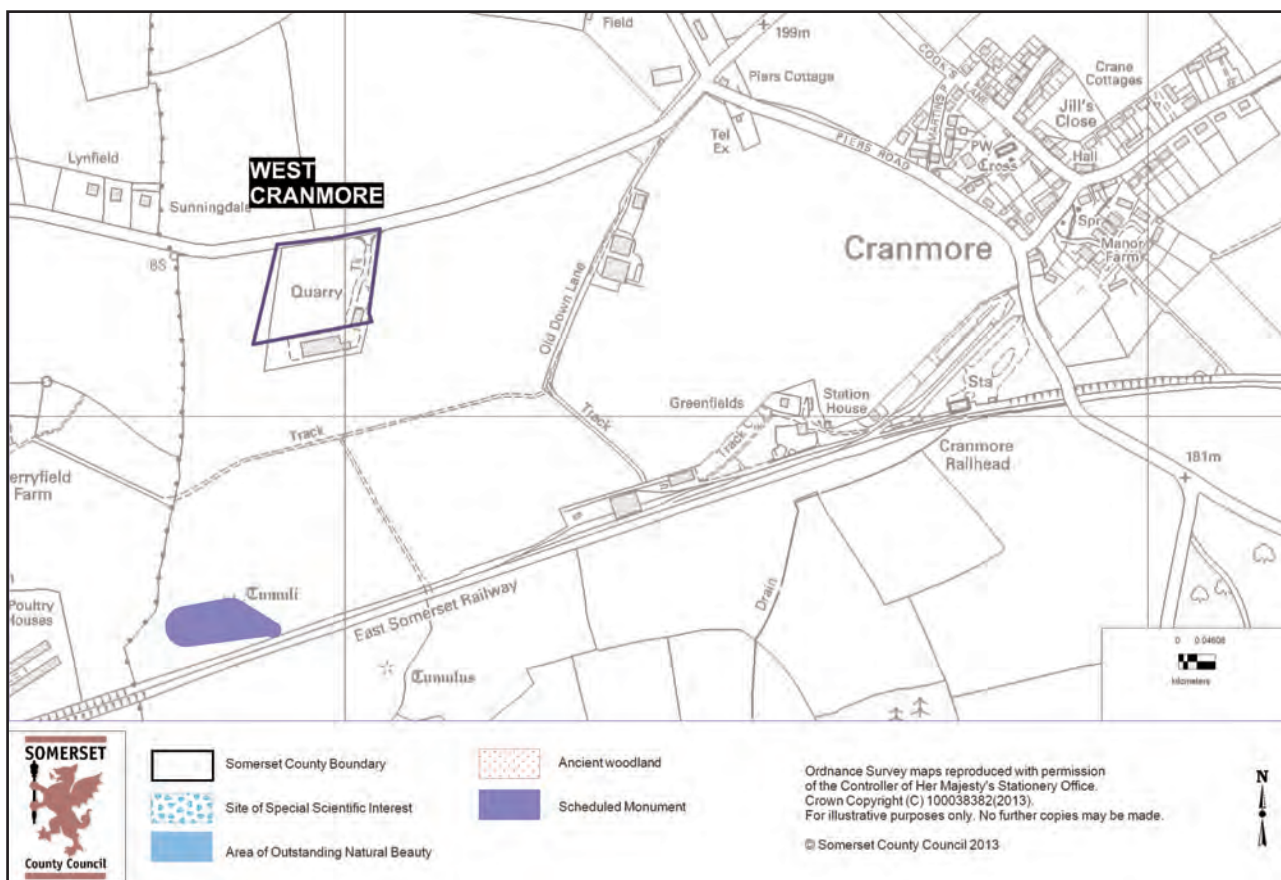 Field
199m
Piers Cottage
COOK'S LANE
Crane
Cottages
Jill's
Close
MARTINS
Tel
Ex
PIERS ROAD
PW
Cross
Hall
Lynfield
WEST
CRANMORE
Sunningdale
Spr
Manor
Farm
Cranmore
Quarry
Old Down Lane
Greenfields
Station
House
Sta
Track
Track
Track
Cranmore
Railhead
181m
erryfield
Farm
Tumuli
Poultry
Houses
East Somerset Railway
Drain
Tumulus
0 0.04608
kilometers
SOMERSET
County Council
Somerset County Boundary
Site of Special Scientific Interest
Area of Outstanding Natural Beauty
Ancient woodland
Scheduled Monument
Ordnance Survey maps reproduced with permission
of the Controller of Her Majesty's Stationery Office.
Crown Copyright (C) 100038382(2013).
For illustrative purposes only. No further copies may be made.
© Somerset County Council 2013
N